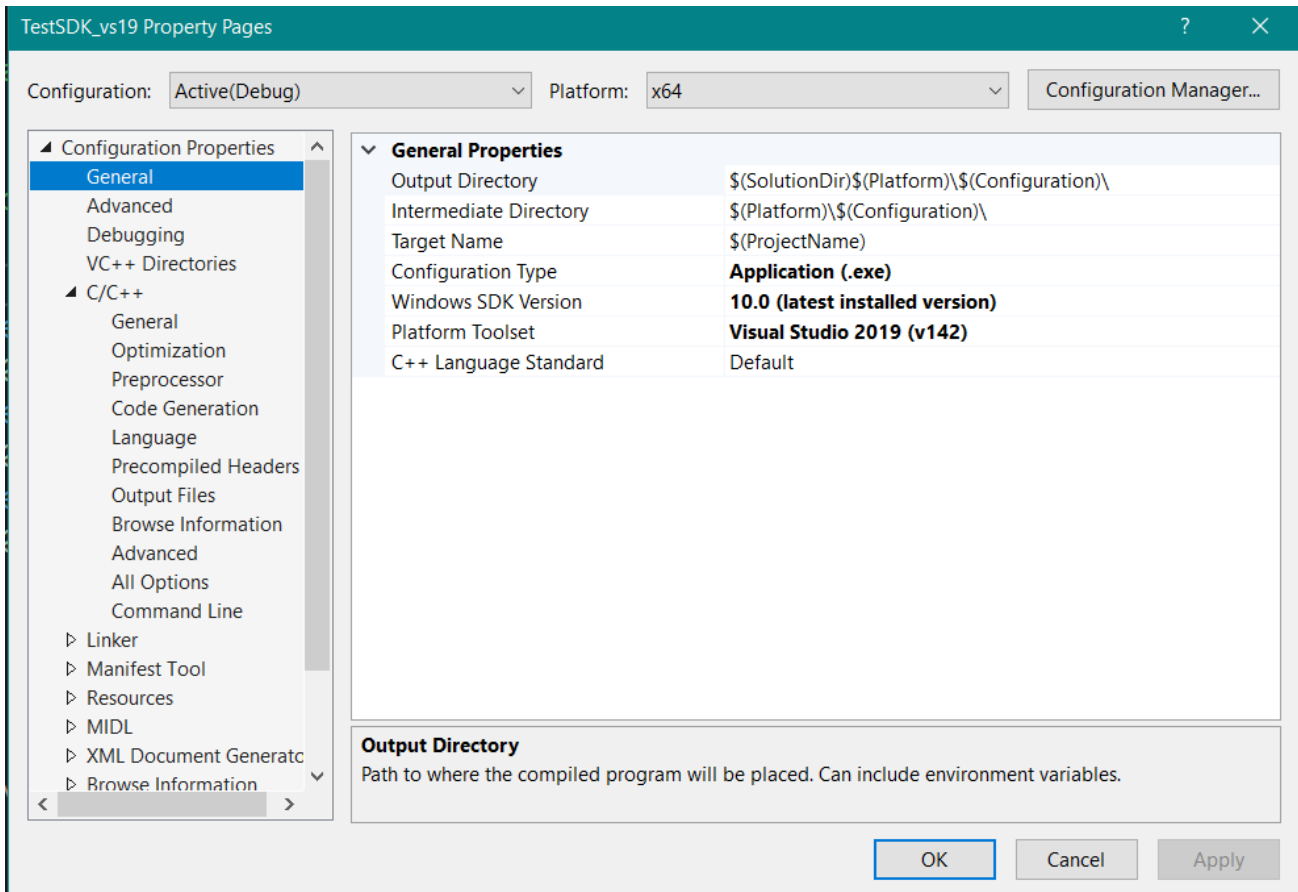 TestSDK_vs19 Property Pages
?
Configuration: Active(Debug) Platform: x64 Configuration Manager...
Configuration Properties
General
Advanced
Debugging
VC++ Directories
C/C++
General
Optimization
Preprocessor
Code Generation
Language
Precompiled Headers
Output Files
Browse Information
Advanced
All Options
Command Line
Linker
Manifest Tool
Resources
MIDL
XML Document Generato
Browse Information
General Properties
Output Directory $(SolutionDir)$(Platform)\$(Configuration)\
Intermediate Directory $(Platform)\$(Configuration)\
Target Name $(ProjectName)
Configuration Type Application (.exe)
Windows SDK Version 10.0 (latest installed version)
Platform Toolset Visual Studio 2019 (v142)
C++ Language Standard Default
Output Directory
Path to where the compiled program will be placed. Can include environment variables.
OK Cancel Apply